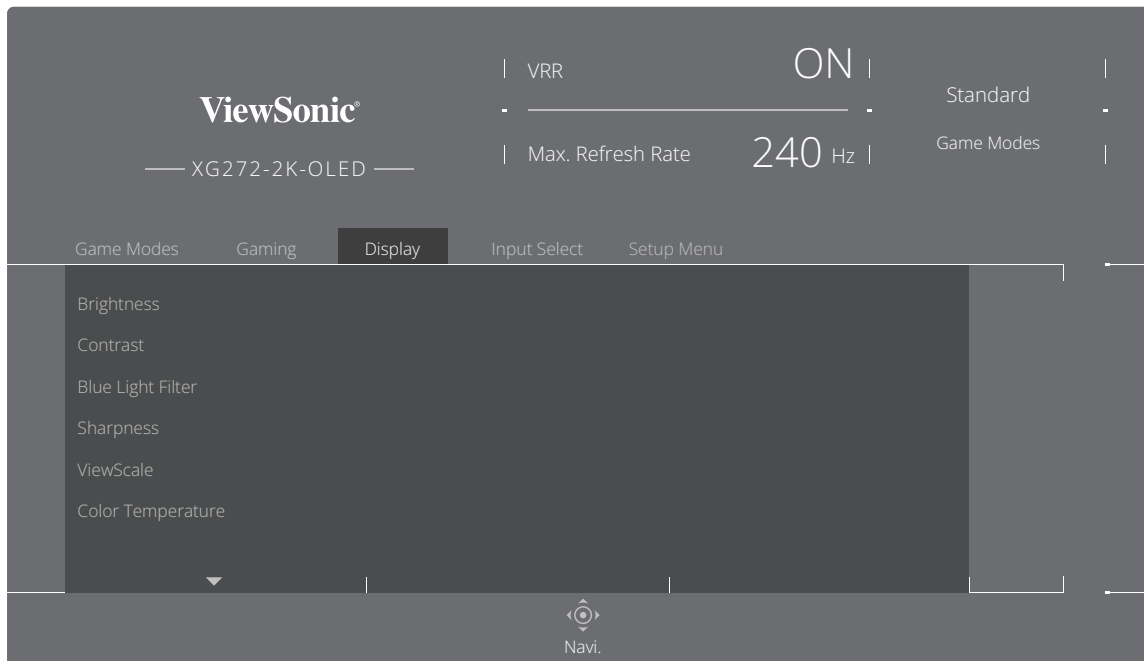 ViewSonic®
XG272-2K-OLED
VRR ON
Max. Refresh Rate 240 Hz
Standard
Game Modes
Game Modes Gaming Display Input Select Setup Menu
Brightness
Contrast
Blue Light Filter
Sharpness
ViewScale
Color Temperature
Navi.